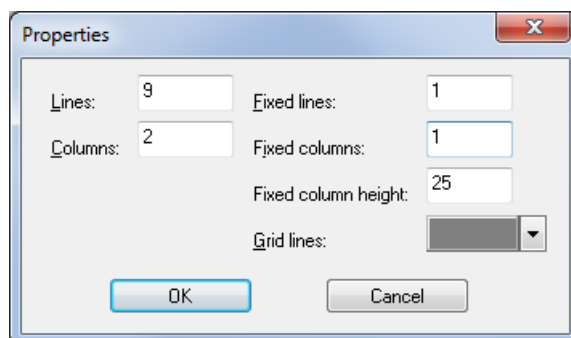 Properties
Lines: 9 Fixed lines: 1
Columns: 2 Fixed columns: 1
Fixed column height: 25
Grid lines:
OK Cancel